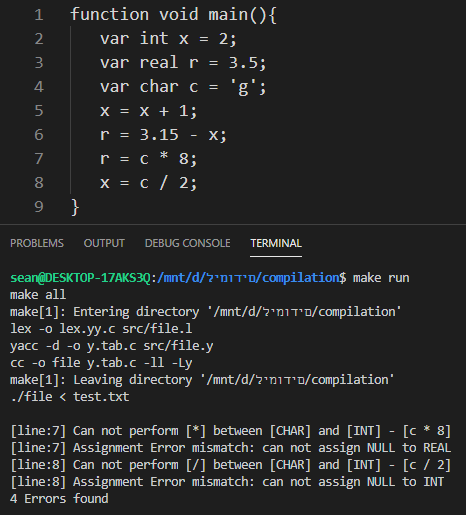 1 function void main(){
2 var int x = 2;
3 var real r = 3.5;
4 var char c = 'g';
5 x = x + 1;
6 r = 3.15 - x;
7 r = c * 8;
8 x = c / 2;
9 }
PROBLEMS OUTPUT DEBUG CONSOLE TERMINAL
sean@DESKTOP-17AKS3Q:/mnt/d/לימודים/compilation$ make run
make all
make[1]: Entering directory '/mnt/d/לימודים/compilation'
lex -o lex.yy.c src/file.l
yacc -d -o y.tab.c src/file.y
cc -o file y.tab.c -ll -Ly
make[1]: Leaving directory '/mnt/d/לימודים/compilation'
./file < test.txt
[line:7] Can not perform [*] between [CHAR] and [INT] - [c * 8]
[line:7] Assignment Error mismatch: can not assign NULL to REAL
[line:8] Can not perform [/] between [CHAR] and [INT] - [c / 2]
[line:8] Assignment Error mismatch: can not assign NULL to INT
4 Errors found